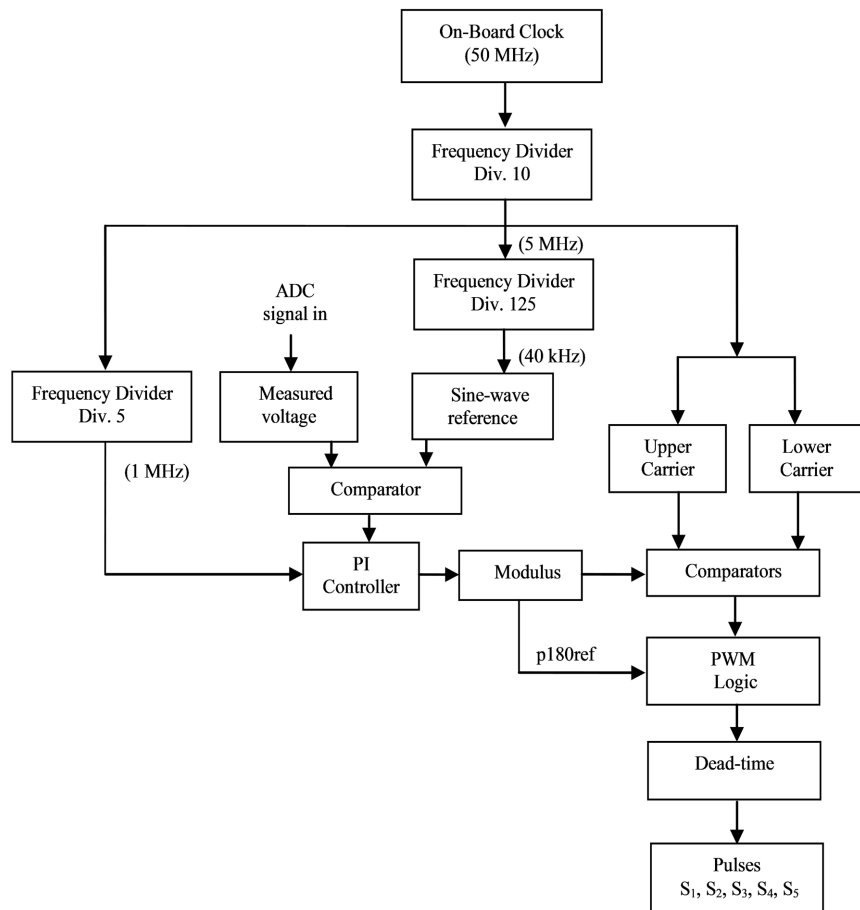 On-Board Clock
(50 MHz)
Frequency Divider
Div. 10
(5 MHz)
Frequency Divider
Div. 125
ADC
signal in
(40 kHz)
Frequency Divider
Div. 5
Measured
voltage
Sine-wave
reference
Upper
Carrier
Lower
Carrier
(1 MHz)
Comparator
PI
Controller
Modulus
Comparators
p180ref
PWM
Logic
Dead-time
Pulses
S₁, S₂, S₃, S₄, S₅